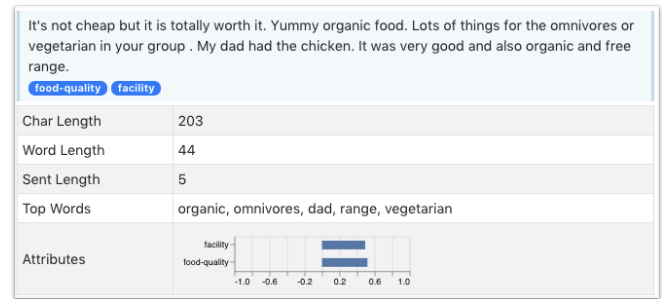 It's not cheap but it is totally worth it. Yummy organic food. Lots of things for the omnivores or
vegetarian in your group . My dad had the chicken. It was very good and also organic and free
range.
food-quality facility
Char Length 203
Word Length 44
Sent Length 5
Top Words organic, omnivores, dad, range, vegetarian
Attributes
facility
food-quality
-1.0 -0.6 -0.2 0.2 0.6 1.0